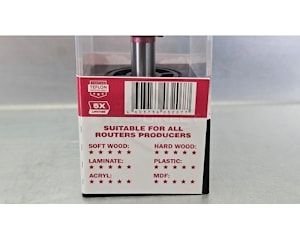 TEFLON
5X
SUITABLE FOR ALL
ROUTERS PRODUCERS
SOFT WOOD: HARD WOOD:
★ ★ ★ ★ ★ ★ ★ ★ ★ ★
LAMINATE: PLASTIC:
★ ★ ★ ★ ★ ★ ★ ★ ★ ★
ACRYL: MDF:
★ ★ ★ ★ ★ ★ ★ ★ ★ ★